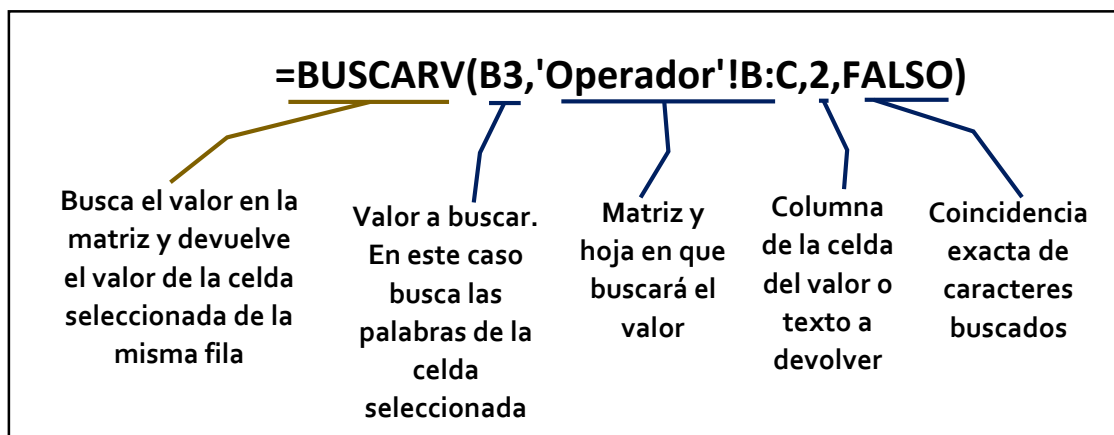 =BUSCARV(B3,'Operador'!B:C,2,FALSO)
Busca el valor en la
matriz y devuelve
el valor de la celda
seleccionada de la
misma fila
Valor a buscar.
En este caso
busca las
palabras de la
celda
seleccionada
Matriz y
hoja en que
buscará el
valor
Columna
de la celda
del valor o
texto a
devolver
Coincidencia
exacta de
caracteres
buscados